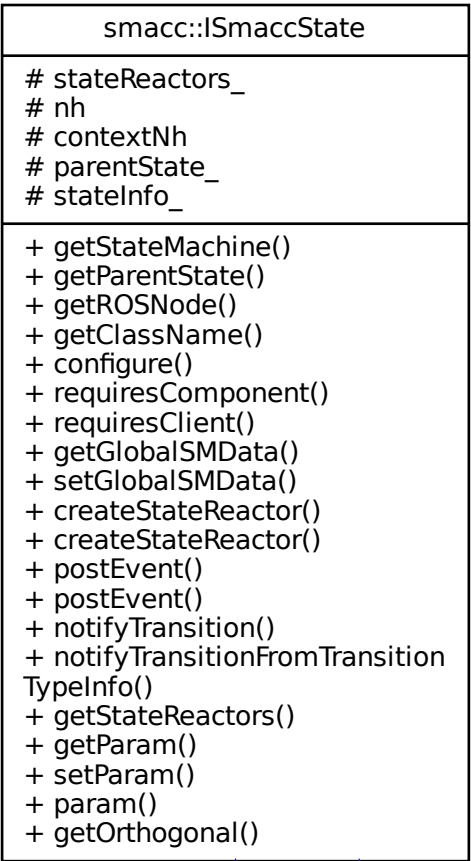 smacc::ISmaccState
# stateReactors_
# nh
# contextNh
# parentState_
# stateInfo_
+ getStateMachine()
+ getParentState()
+ getROSNode()
+ getClassName()
+ configure()
+ requiresComponent()
+ requiresClient()
+ getGlobalSMData()
+ setGlobalSMData()
+ createStateReactor()
+ createStateReactor()
+ postEvent()
+ postEvent()
+ notifyTransition()
+ notifyTransitionFromTransition
TypeInfo()
+ getStateReactors()
+ getParam()
+ setParam()
+ param()
+ getOrthogonal()